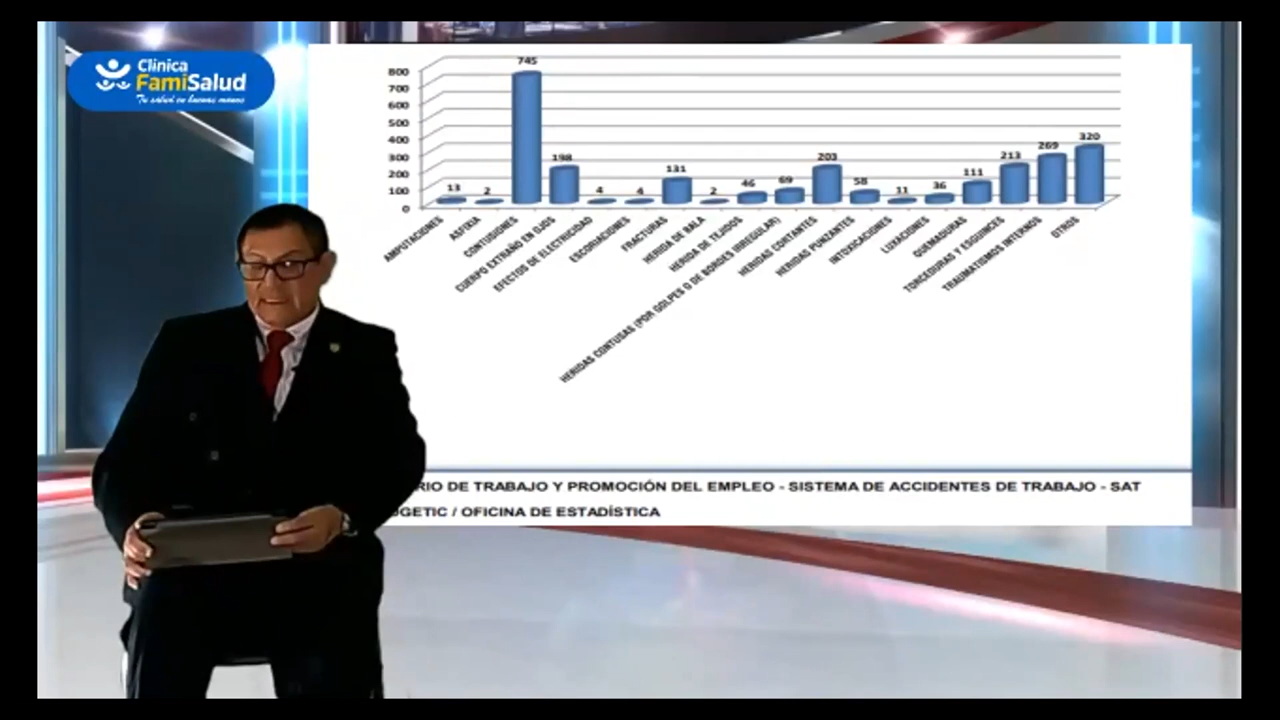 Clínica
FamiSalud
Tu salud en buenas manos
800
700
600
500
400
300
200
100
0
13
2
745
198
4
4
131
2
46
69
203
58
11
36
111
213
269
320
AMPUTACIONES
ASFIXIA
CONTUSIONES
CUERPO EXTRAÑO EN OJOS
EFECTOS DE ELECTRICIDAD
ESCORIACIONES
FRACTURAS
HERIDA DE BALA
HERIDA DE TEJIDOS
HERIDAS CONTUSAS (POR GOLPES O DE BORDES IRREGULAR)
HERIDAS CORTANTES
HERIDAS PUNZANTES
INTOXICACIONES
LUXACIONES
QUEMADURAS
TORCEDURAS Y ESGUINCES
TRAUMATISMOS INTERNOS
OTROS
RIO DE TRABAJO Y PROMOCIÓN DEL EMPLEO - SISTEMA DE ACCIDENTES DE TRABAJO - SAT
OGETIC / OFICINA DE ESTADÍSTICA